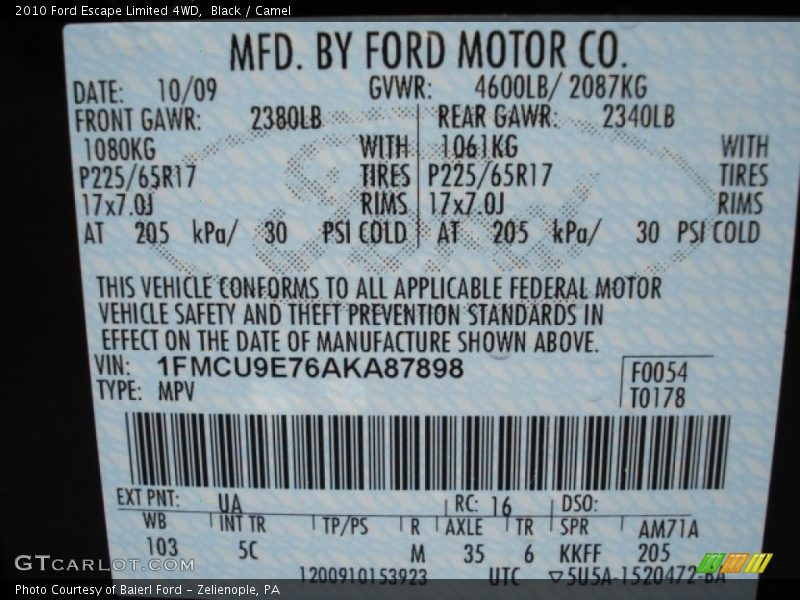 2010 Ford Escape Limited 4WD, Black / Camel
MFD. BY FORD MOTOR CO.
DATE: 10/09 GVWR: 4600LB/ 2087KG
FRONT GAWR: 2380LB REAR GAWR: 2340LB
1080KG WITH 1061KG WITH
P225/65R17 TIRES P225/65R17 TIRES
17x7.0J RIMS 17x7.0J RIMS
AT 205 kPa/ 30 PSI COLD AT 205 kPa/ 30 PSI COLD
THIS VEHICLE CONFORMS TO ALL APPLICABLE FEDERAL MOTOR
VEHICLE SAFETY AND THEFT PREVENTION STANDARDS IN
EFFECT ON THE DATE OF MANUFACTURE SHOWN ABOVE.
VIN: 1FMCU9E76AKA87898 F0054
TYPE: MPV T0178
EXT PNT: UA RC: 16 DSO:
WB INT TR TP/PS R AXLE TR SPR AM71A
103 5C M 35 6 KKFF 205
1200910153923 UTC ▽5U5A-1520472-BA
GTCARLOT.COM
Photo Courtesy of Baierl Ford – Zelienople, PA